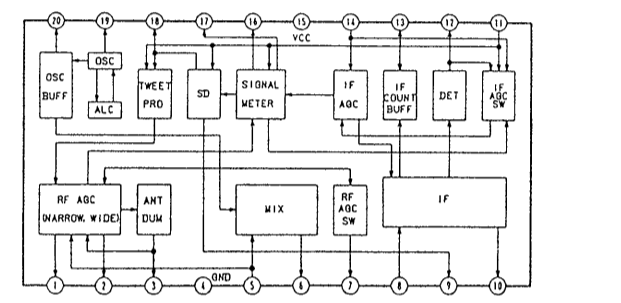 20 19 18 17 16 15 14 13 12 11
VCC
OSC
BUFF
OSC
ALC
TWEET
PRO
SD
SIGNAL
METER
IF
AGC
IF
COUNT
BUFF
DET
IF
AGC
SW
RF AGC
(NARROW, WIDE)
ANT
DUM
MIX
RF
AGC
SW
IF
GND
1 2 3 4 5 6 7 8 9 10